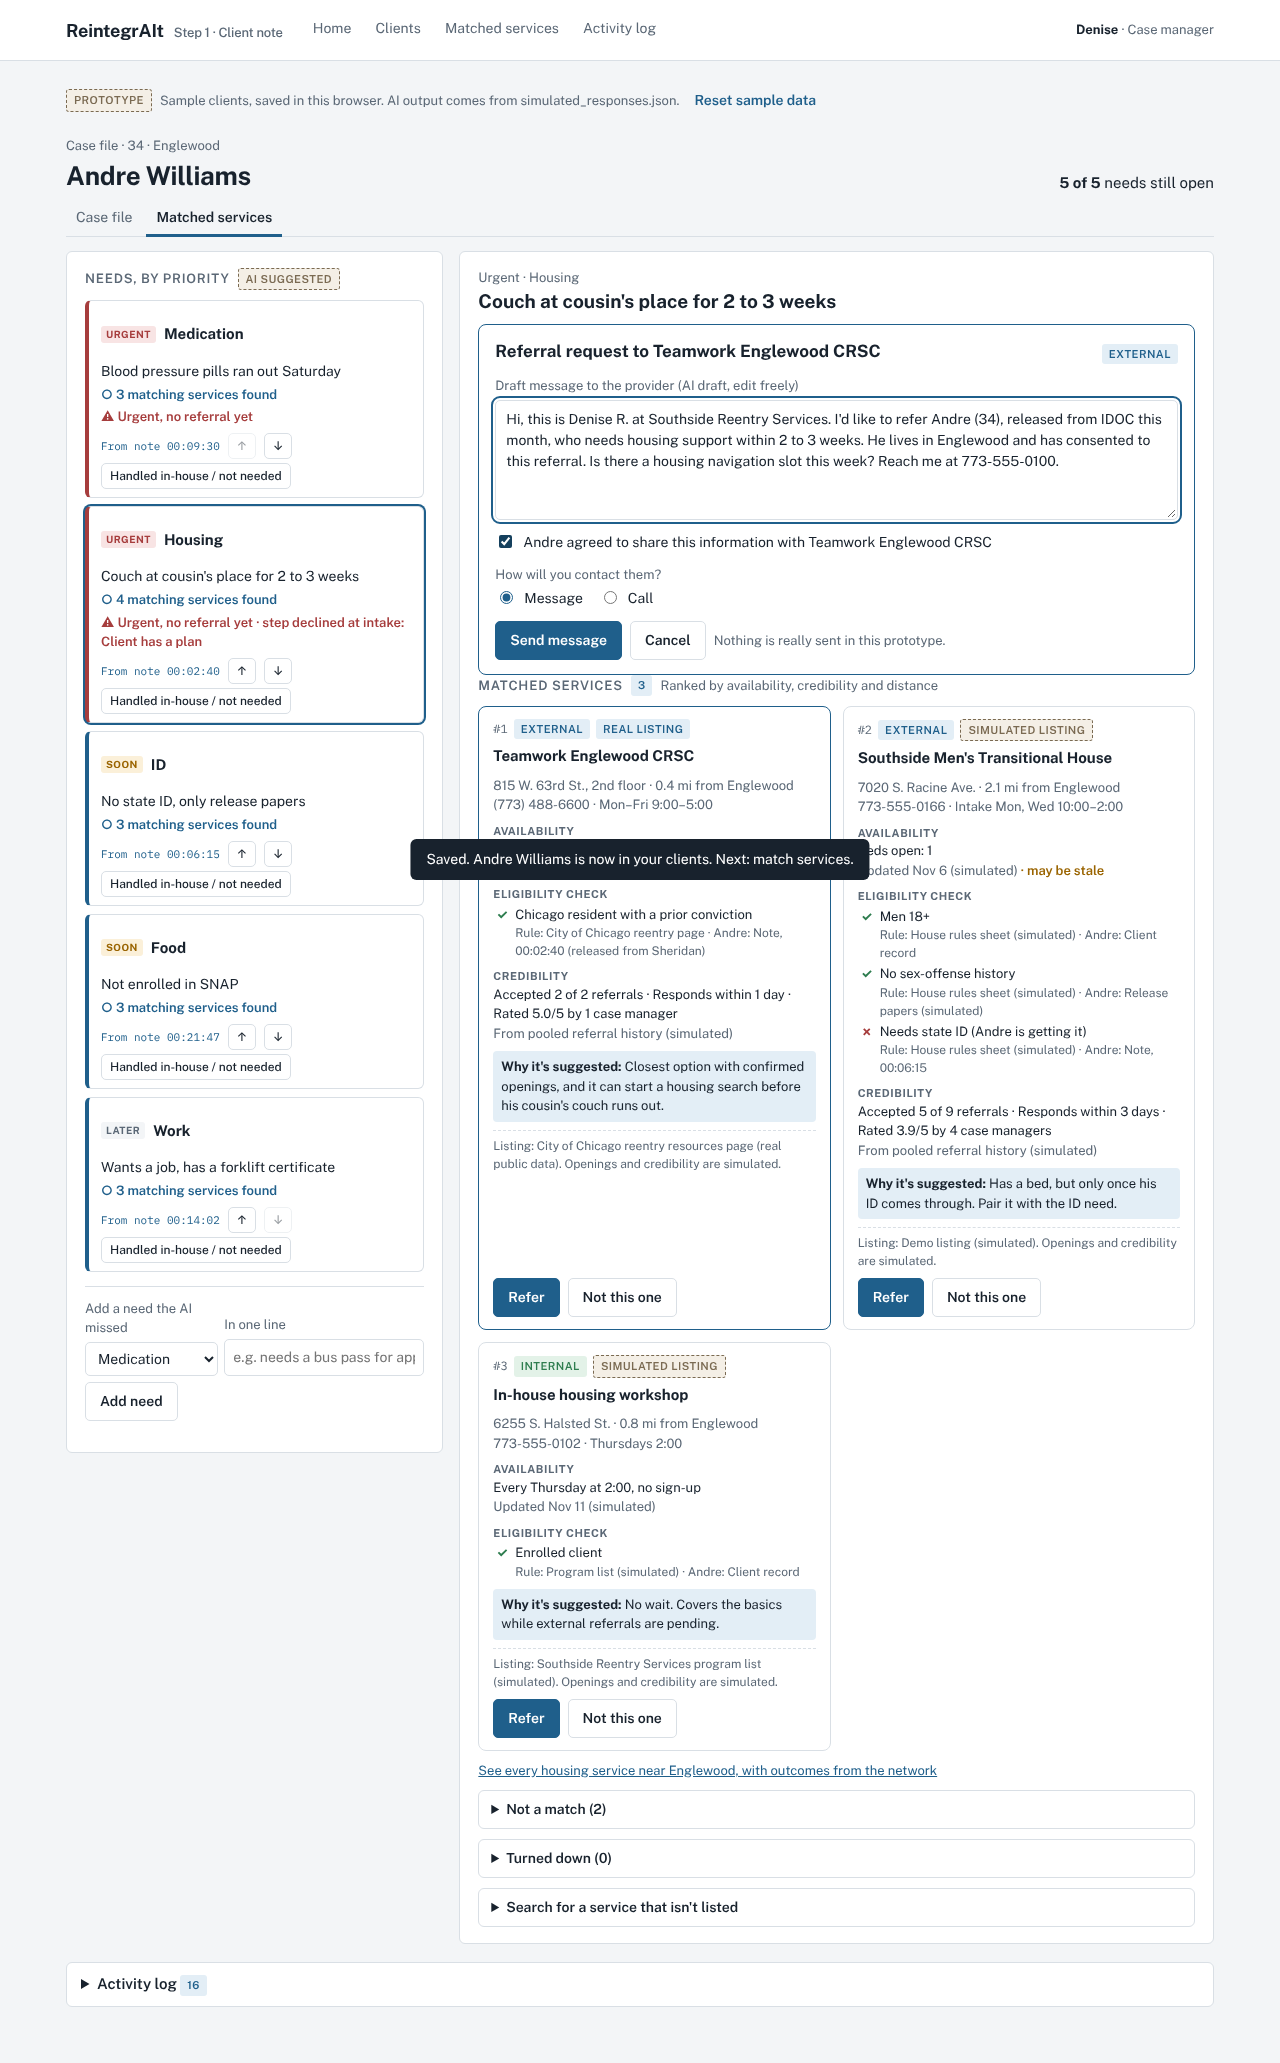 ReintegrAIt Step 1 · Client note Home Clients Matched services Activity log Denise · Case manager
PROTOTYPE Sample clients, saved in this browser. AI output comes from simulated_responses.json. Reset sample data
Case file · 34 · Englewood
Andre Williams
5 of 5 needs still open
Case file Matched services
NEEDS, BY PRIORITY AI SUGGESTED
URGENT Medication
Blood pressure pills ran out Saturday
3 matching services found
Urgent, no referral yet
From note 00:09:30 ↑ ↓
Handled in-house / not needed
URGENT Housing
Couch at cousin's place for 2 to 3 weeks
4 matching services found
Urgent, no referral yet · step declined at intake:
Client has a plan
From note 00:02:40 ↑ ↓
Handled in-house / not needed
SOON ID
No state ID, only release papers
3 matching services found
From note 00:06:15 ↑ ↓
Handled in-house / not needed
SOON Food
Not enrolled in SNAP
3 matching services found
From note 00:21:47 ↑ ↓
Handled in-house / not needed
LATER Work
Wants a job, has a forklift certificate
3 matching services found
From note 00:14:02 ↑ ↓
Handled in-house / not needed
Add a need the AI
missed
In one line
Medication
e.g. needs a bus pass for ap
Add need
Urgent · Housing
Couch at cousin's place for 2 to 3 weeks
Referral request to Teamwork Englewood CRSC EXTERNAL
Draft message to the provider (AI draft, edit freely)
Hi, this is Denise R. at Southside Reentry Services. I'd like to refer Andre (34), released from IDOC this
month, who needs housing support within 2 to 3 weeks. He lives in Englewood and has consented to
this referral. Is there a housing navigation slot this week? Reach me at 773-555-0100.
Andre agreed to share this information with Teamwork Englewood CRSC
How will you contact them?
Message Call
Send message Cancel Nothing is really sent in this prototype.
MATCHED SERVICES 3 Ranked by availability, credibility and distance
#1 EXTERNAL REAL LISTING
Teamwork Englewood CRSC
815 W. 63rd St., 2nd floor · 0.4 mi from Englewood
(773) 488-6600 · Mon–Fri 9:00–5:00
AVAILABILITY
Saved. Andre Williams is now in your clients. Next: match services.
ELIGIBILITY CHECK
✓ Chicago resident with a prior conviction
Rule: City of Chicago reentry page · Andre: Note,
00:02:40 (released from Sheridan)
CREDIBILITY
Accepted 2 of 2 referrals · Responds within 1 day ·
Rated 5.0/5 by 1 case manager
From pooled referral history (simulated)
Why it's suggested: Closest option with confirmed
openings, and it can start a housing search before
his cousin's couch runs out.
Listing: City of Chicago reentry resources page (real
public data). Openings and credibility are simulated.
Refer Not this one
#2 EXTERNAL SIMULATED LISTING
Southside Men's Transitional House
7020 S. Racine Ave. · 2.1 mi from Englewood
773-555-0166 · Intake Mon, Wed 10:00–2:00
AVAILABILITY
eds open: 1
dated Nov 6 (simulated) · may be stale
ELIGIBILITY CHECK
✓ Men 18+
Rule: House rules sheet (simulated) · Andre: Client
record
✓ No sex-offense history
Rule: House rules sheet (simulated) · Andre: Release
papers (simulated)
× Needs state ID (Andre is getting it)
Rule: House rules sheet (simulated) · Andre: Note,
00:06:15
CREDIBILITY
Accepted 5 of 9 referrals · Responds within 3 days ·
Rated 3.9/5 by 4 case managers
From pooled referral history (simulated)
Why it's suggested: Has a bed, but only once his
ID comes through. Pair it with the ID need.
Listing: Demo listing (simulated). Openings and credibility
are simulated.
Refer Not this one
#3 INTERNAL SIMULATED LISTING
In-house housing workshop
6255 S. Halsted St. · 0.8 mi from Englewood
773-555-0102 · Thursdays 2:00
AVAILABILITY
Every Thursday at 2:00, no sign-up
Updated Nov 11 (simulated)
ELIGIBILITY CHECK
✓ Enrolled client
Rule: Program list (simulated) · Andre: Client record
Why it's suggested: No wait. Covers the basics
while external referrals are pending.
Listing: Southside Reentry Services program list
(simulated). Openings and credibility are simulated.
Refer Not this one
See every housing service near Englewood, with outcomes from the network
Not a match (2)
Turned down (0)
Search for a service that isn't listed
Activity log 16